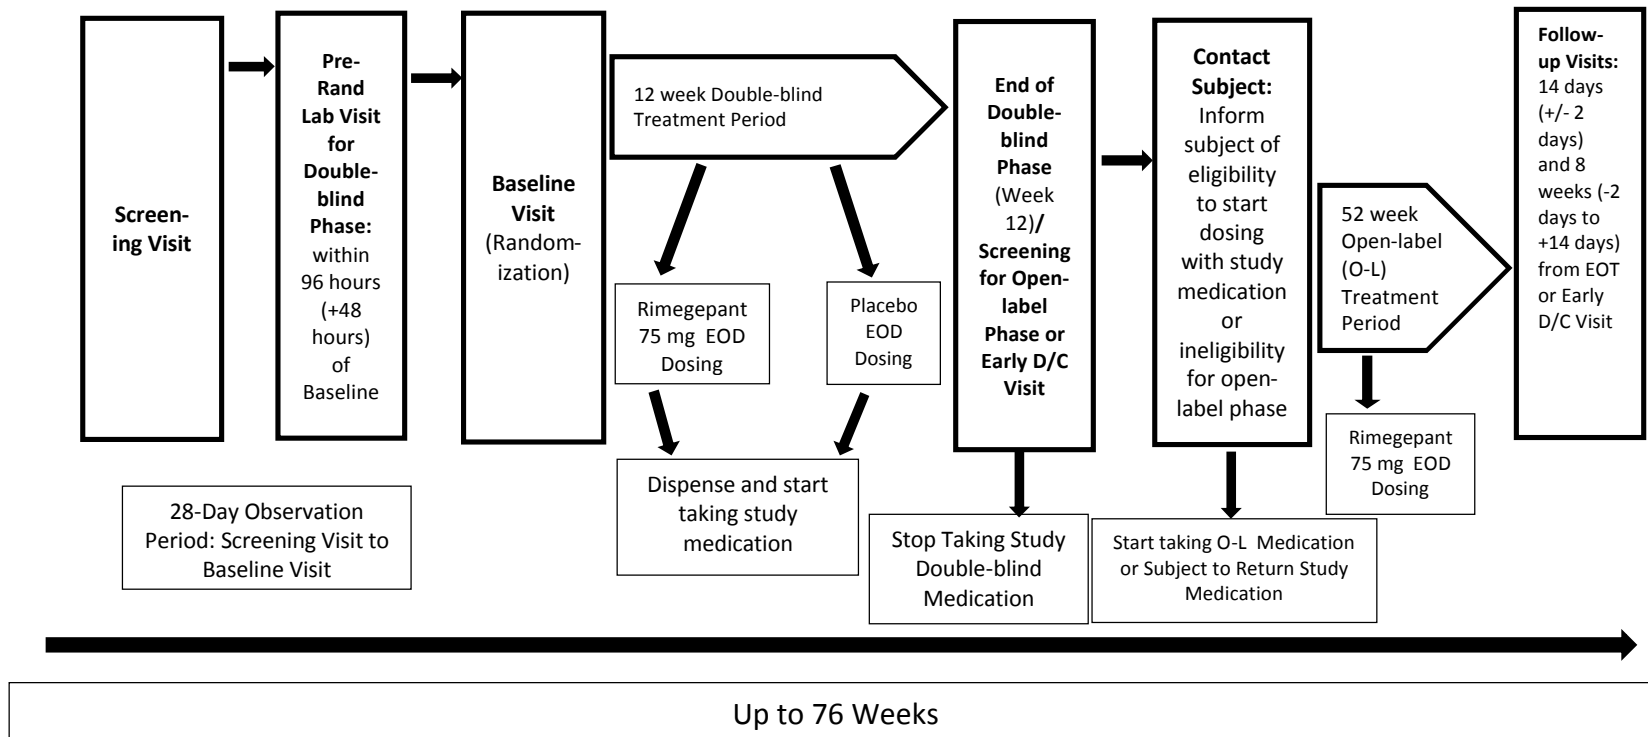 Screen-
ing Visit
Pre-
Rand
Lab Visit
for
Double-
blind
Phase:
within
96 hours
(+48
hours)
of
Baseline
Baseline
Visit
(Random-
ization)
12 week Double-blind
Treatment Period
Rimegepant
75 mg EOD
Dosing
Placebo
EOD
Dosing
Dispense and start
taking study
medication
End of
Double-
blind
Phase
(Week
12)/
Screening
for Open-
label
Phase or
Early D/C
Visit
Stop Taking Study
Double-blind
Medication
Contact
Subject:
Inform
subject of
eligibility
to start
dosing
with study
medication
or
ineligibility
for open-
label phase
Start taking O-L Medication
or Subject to Return Study
Medication
52 week
Open-label
(O-L)
Treatment
Period
Rimegepant
75 mg EOD
Dosing
Follow-
up Visits:
14 days
(+/- 2
days)
and 8
weeks (-2
days to
+14 days)
from EOT
or Early
D/C Visit
28-Day Observation
Period: Screening Visit to
Baseline Visit
Up to 76 Weeks